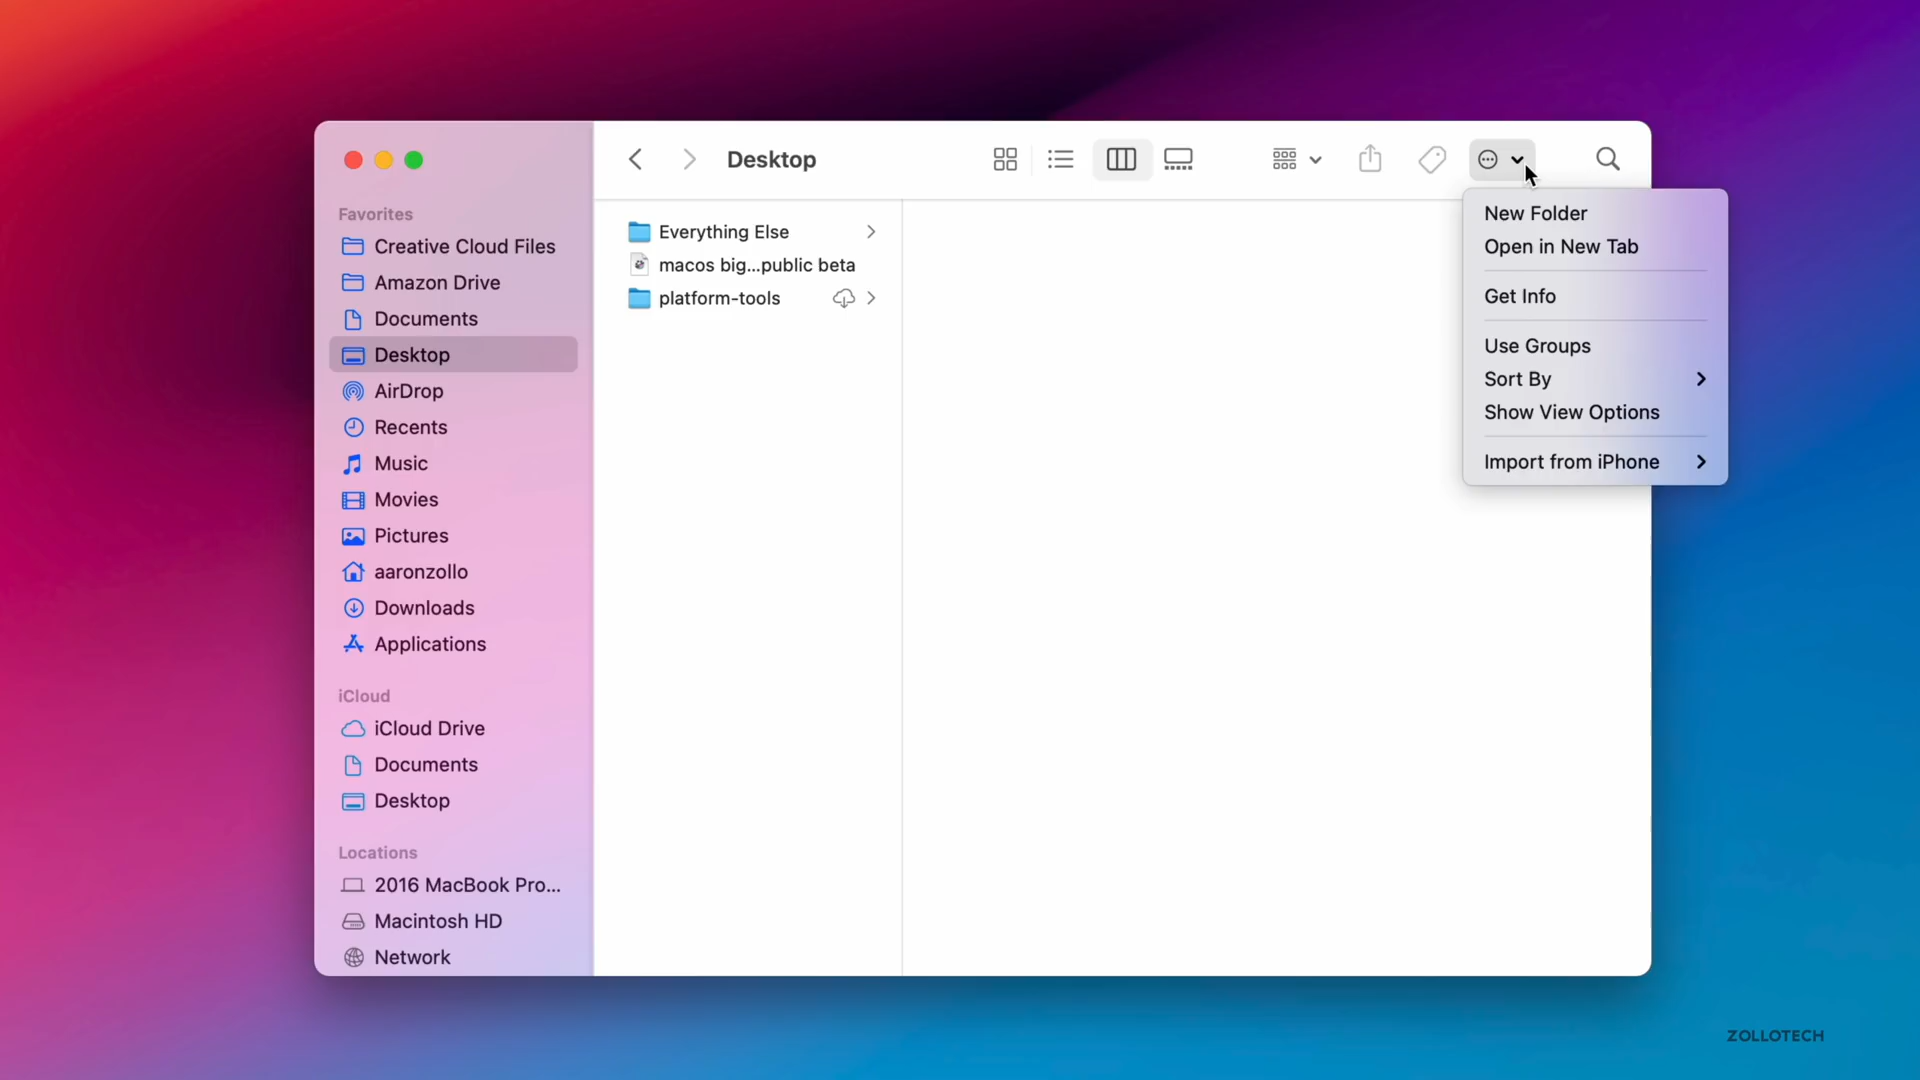 Desktop
Favorites
Creative Cloud Files
Amazon Drive
Documents
Desktop
AirDrop
Recents
Music
Movies
Pictures
aaronzollo
Downloads
Applications
iCloud
iCloud Drive
Documents
Desktop
Locations
2016 MacBook Pro...
Macintosh HD
Network
Everything Else
macos big...public beta
platform-tools
New Folder
Open in New Tab
Get Info
Use Groups
Sort By
Show View Options
Import from iPhone
ZOLLOTECH